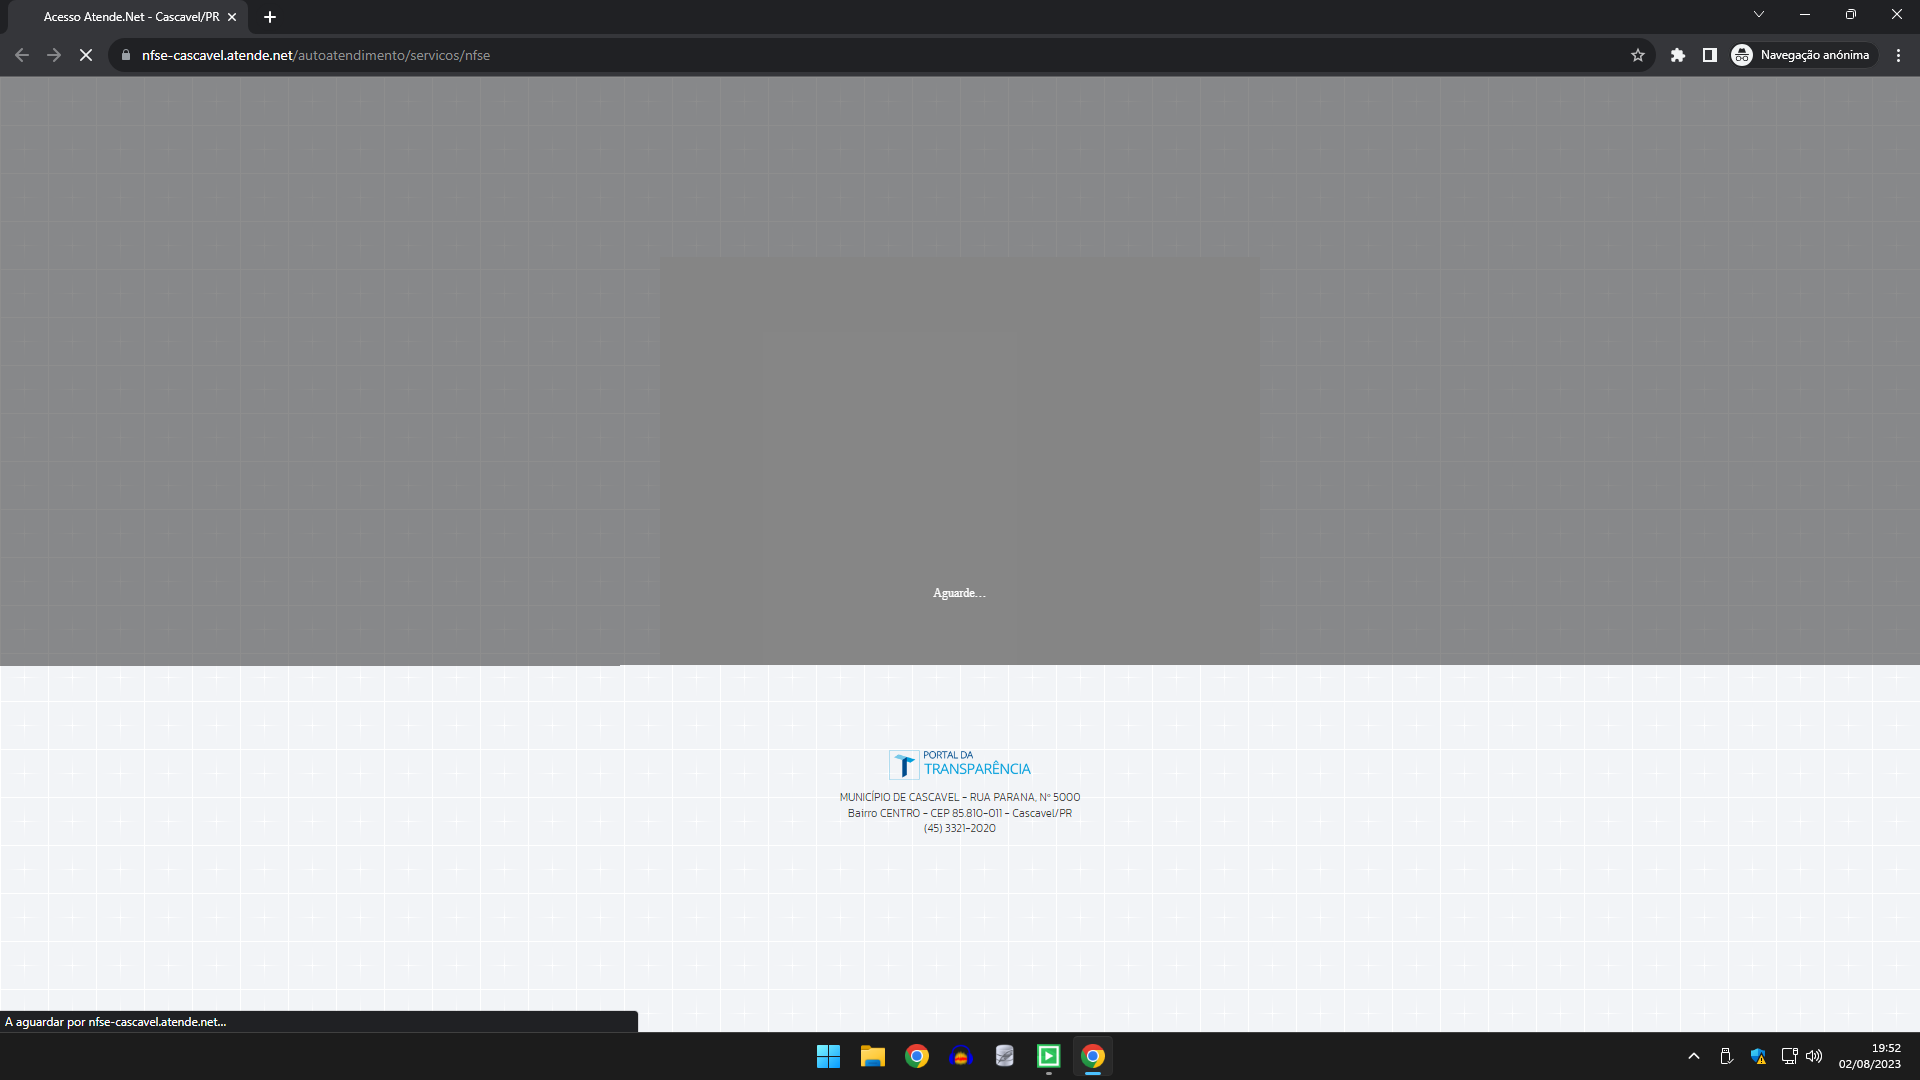 Acesso Atende.Net - Cascavel/PR
nfse-cascavel.atende.net/autoatendimento/servicos/nfse
Navegação anónima
Aguarde...
PORTAL DA
TRANSPARÊNCIA
MUNICÍPIO DE CASCAVEL - RUA PARANA, Nº 5000
Bairro CENTRO - CEP 85.810-011 - Cascavel/PR
(45) 3321-2020
A aguardar por nfse-cascavel.atende.net...
19:52
02/08/2023